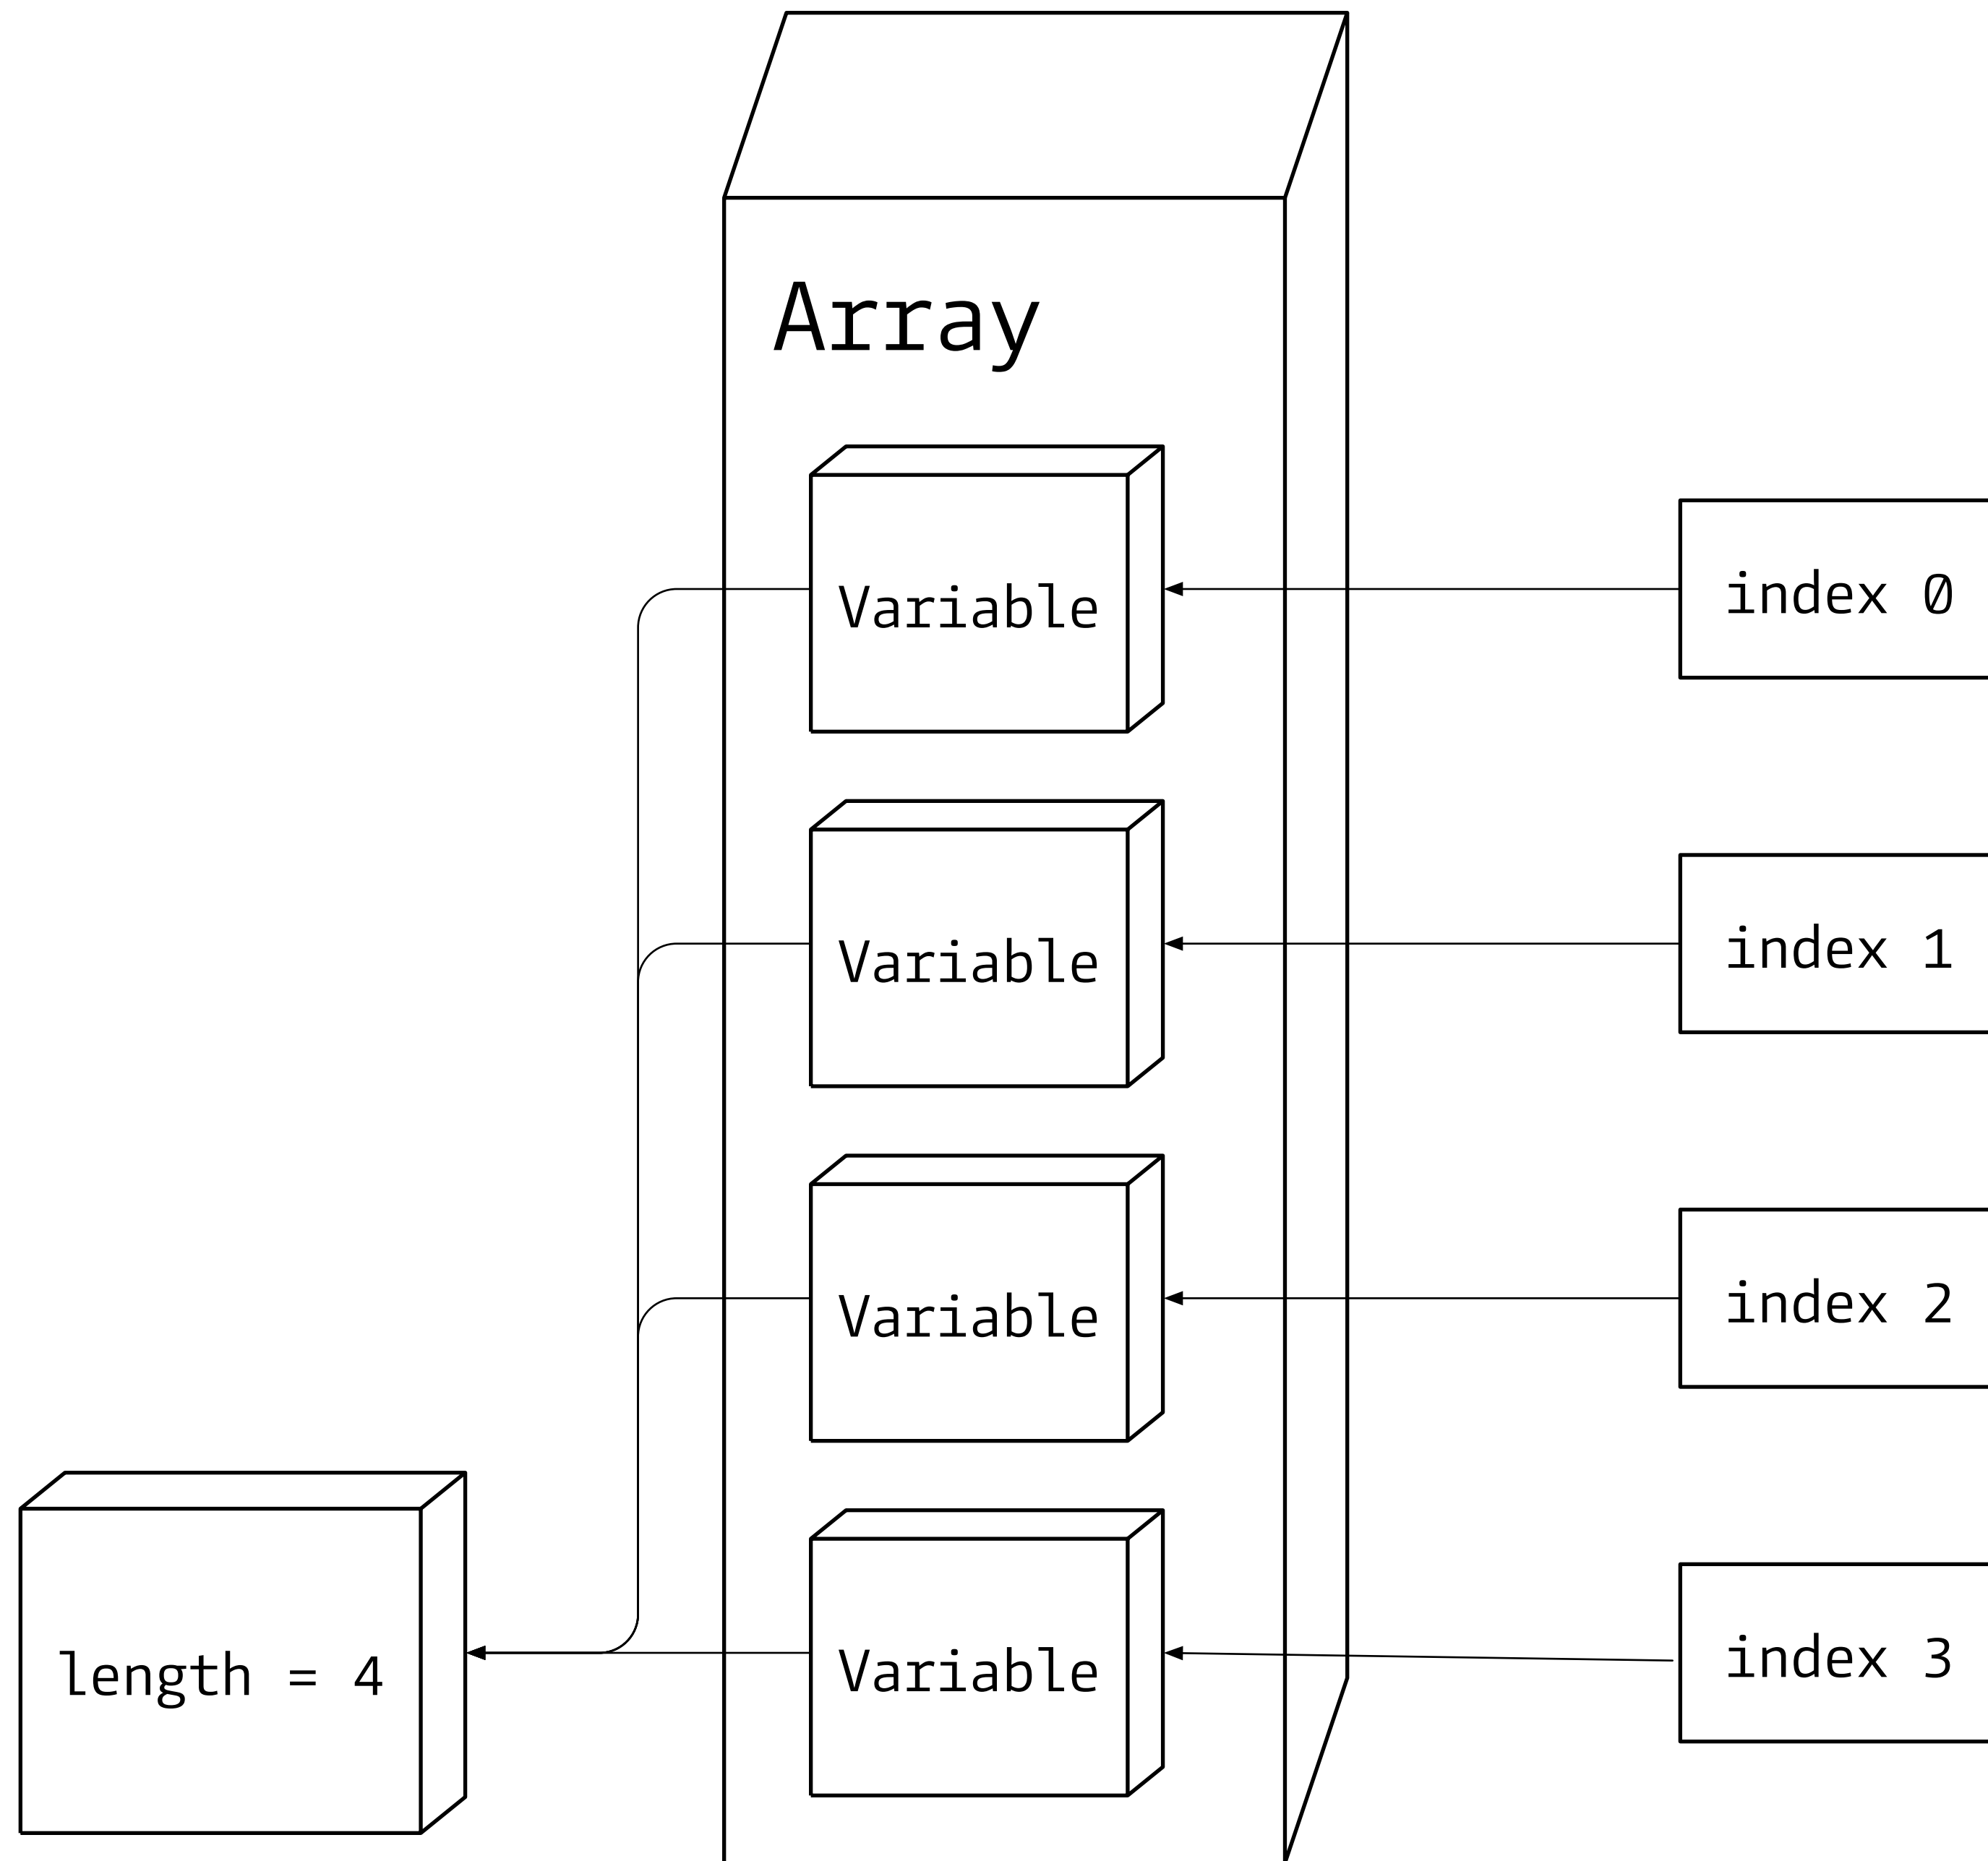 Array
Variable
index 0
Variable
index 1
Variable
index 2
Variable
index 3
length = 4